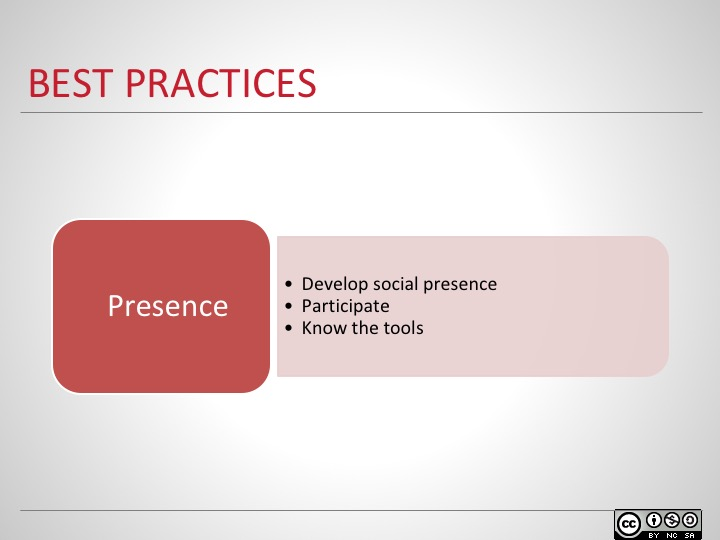 BEST PRACTICES
Presence
• Develop social presence
• Participate
• Know the tools
cc
BY NC SA